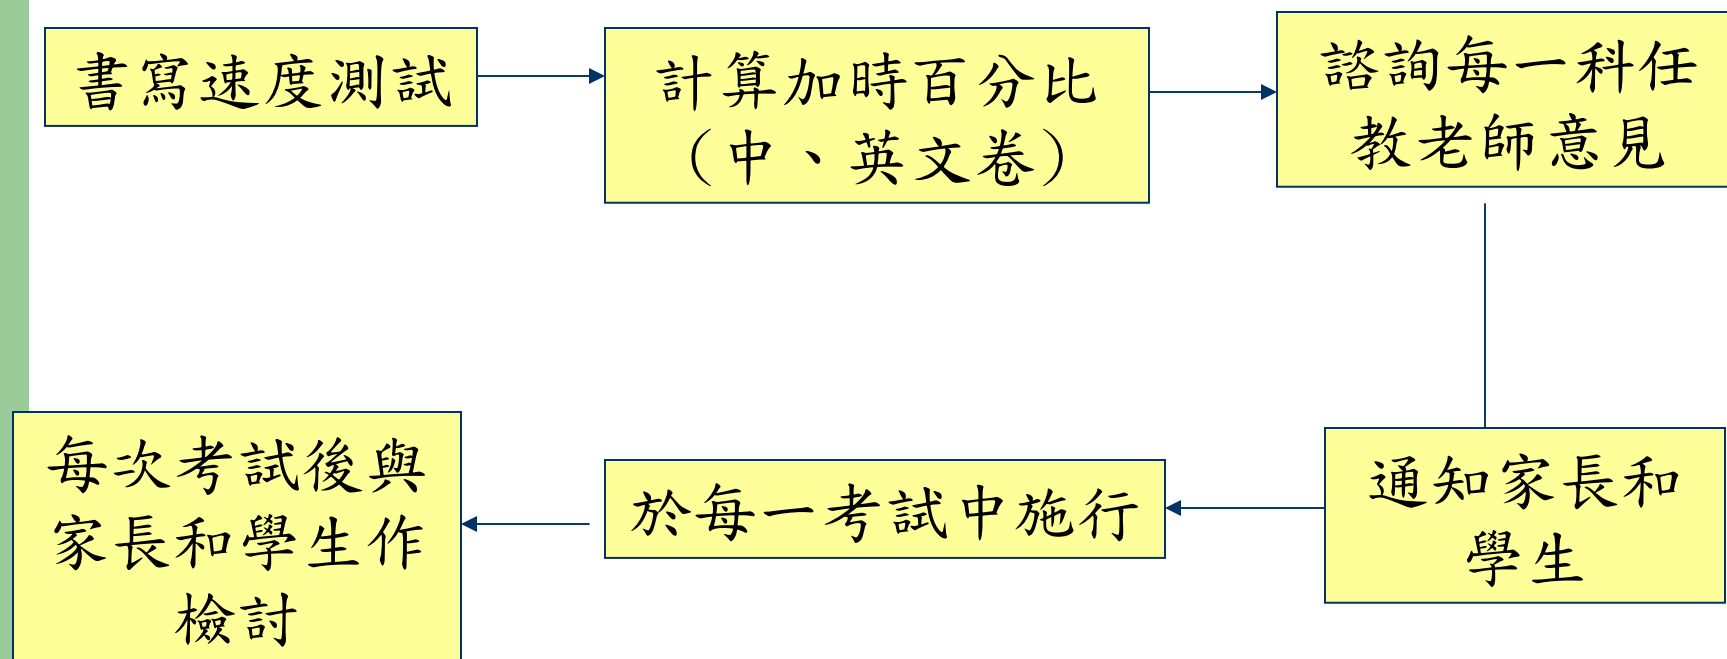 書寫速度測試
計算加時百分比
（中、英文卷）
諮詢每一科任
教老師意見
通知家長和
學生
於每一考試中施行
每次考試後與
家長和學生作
檢討